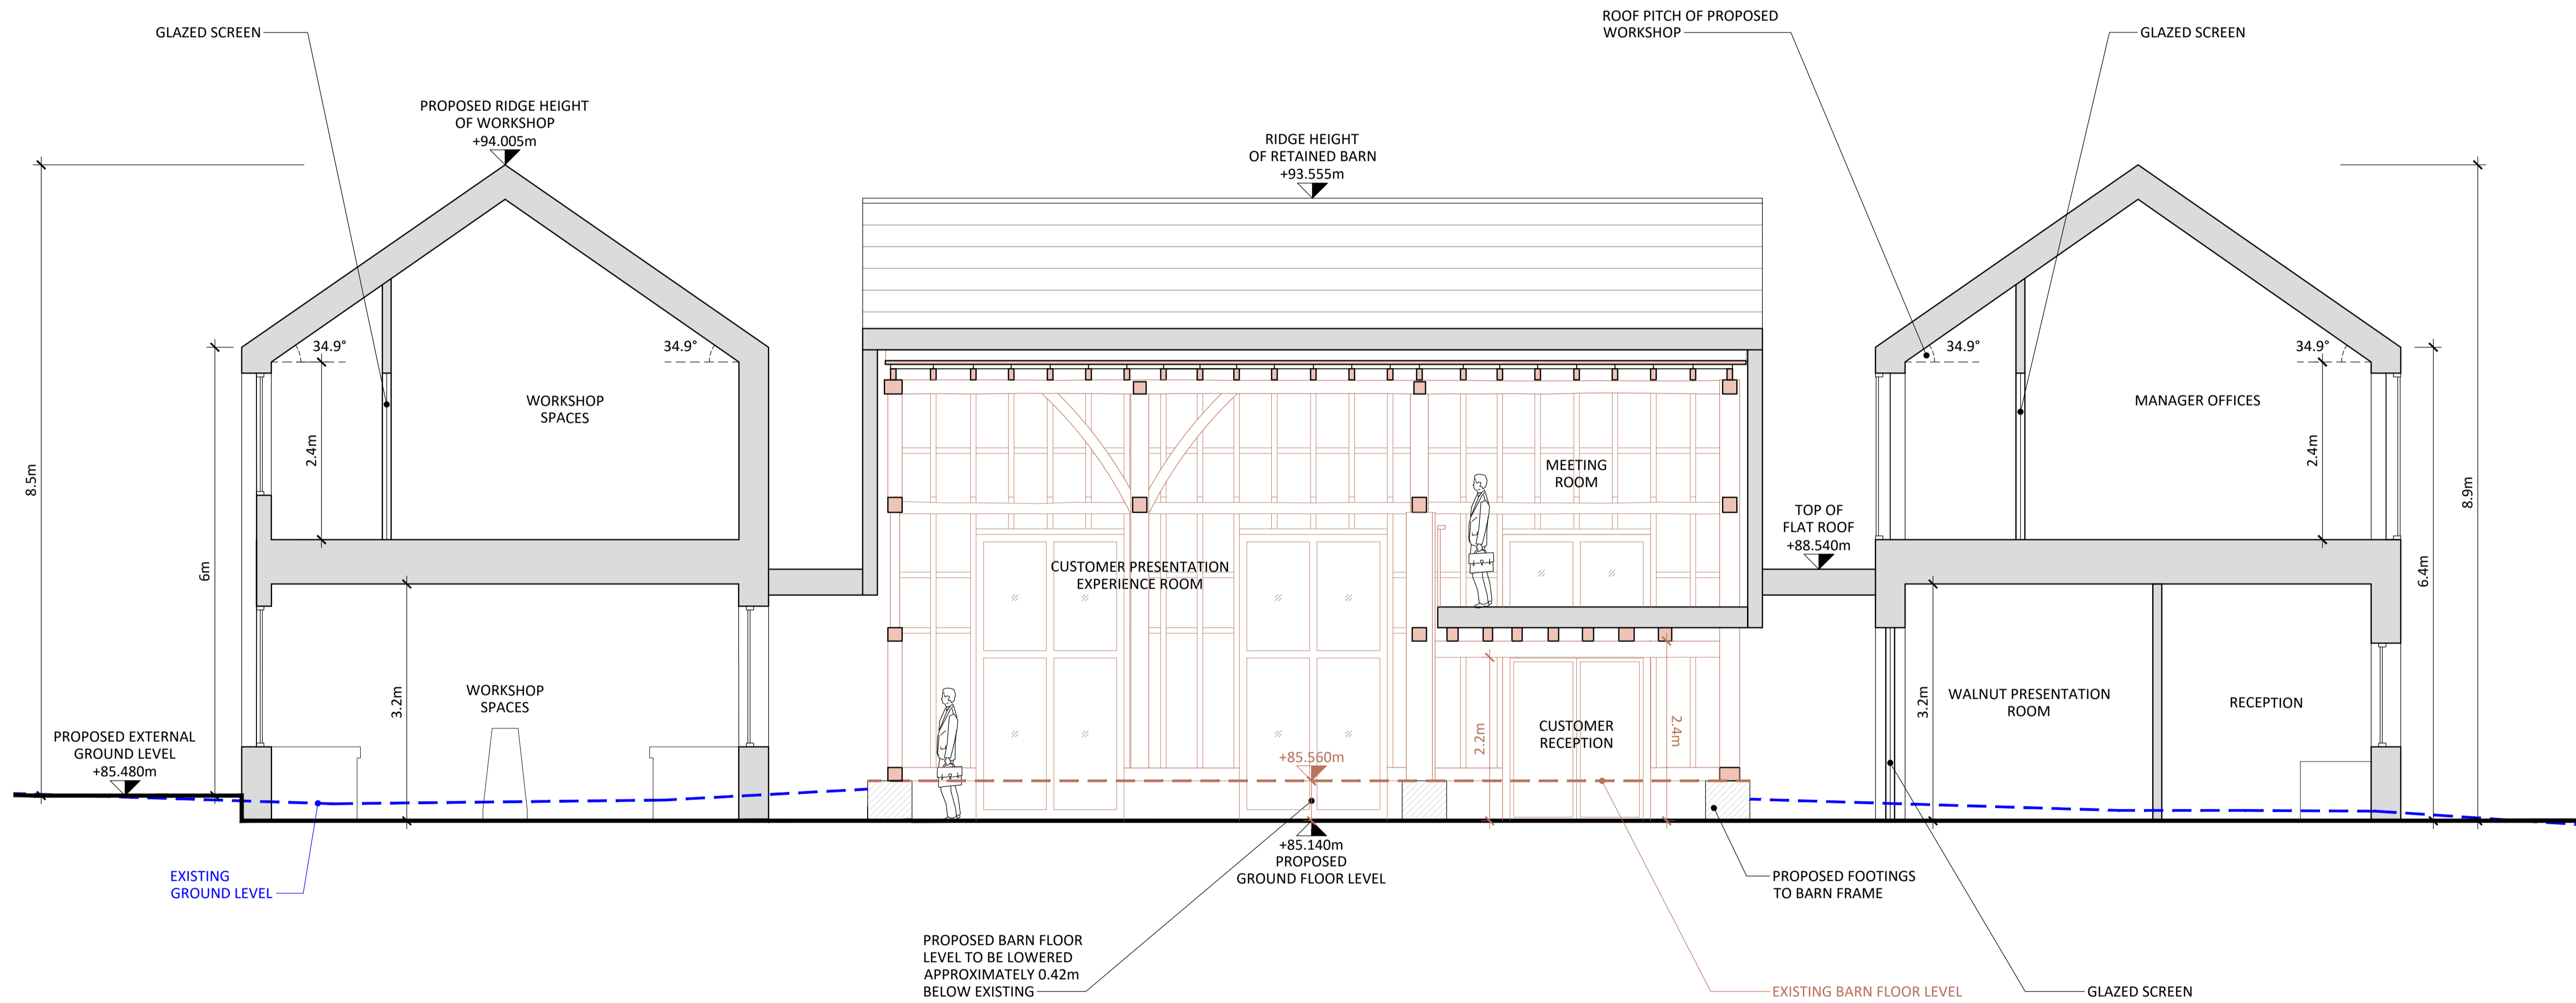 GLAZED SCREEN
ROOF PITCH OF PROPOSED
WORKSHOP
GLAZED SCREEN
PROPOSED RIDGE HEIGHT
OF WORKSHOP
+94.005m
RIDGE HEIGHT
OF RETAINED BARN
+93.555m
34.9°
34.9°
34.9°
34.9°
WORKSHOP
SPACES
MANAGER OFFICES
8.5m
2.4m
6m
MEETING
ROOM
TOP OF
FLAT ROOF
+88.540m
2.4m
8.9m
6.4m
CUSTOMER PRESENTATION
EXPERIENCE ROOM
WORKSHOP
SPACES
3.2m
PROPOSED EXTERNAL
GROUND LEVEL
+85.480m
+85.560m
2.2m
CUSTOMER
RECEPTION
2.4m
3.2m
WALNUT PRESENTATION
ROOM
RECEPTION
+85.140m
PROPOSED
GROUND FLOOR LEVEL
EXISTING
GROUND LEVEL
PROPOSED FOOTINGS
TO BARN FRAME
PROPOSED BARN FLOOR
LEVEL TO BE LOWERED
APPROXIMATELY 0.42m
BELOW EXISTING
EXISTING BARN FLOOR LEVEL
GLAZED SCREEN